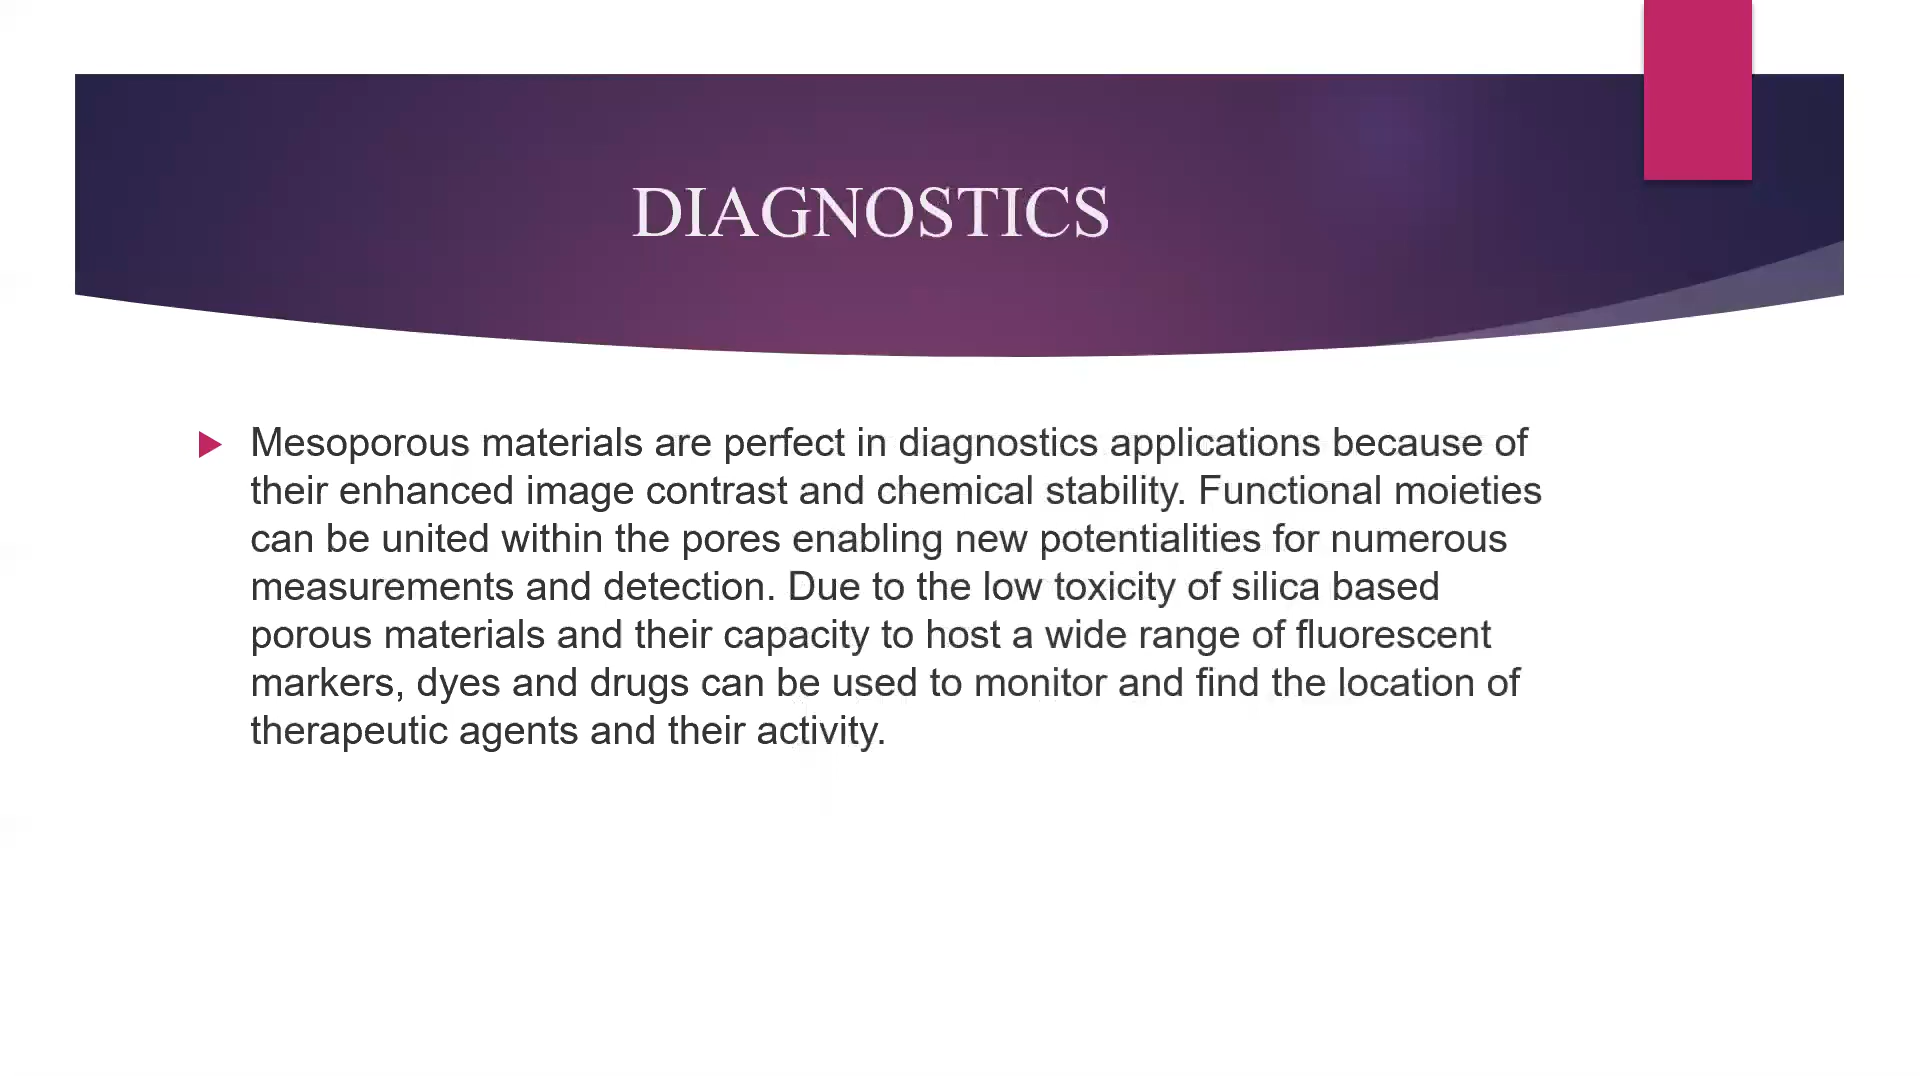 DIAGNOSTICS
Mesoporous materials are perfect in diagnostics applications because of
their enhanced image contrast and chemical stability. Functional moieties
can be united within the pores enabling new potentialities for numerous
measurements and detection. Due to the low toxicity of silica based
porous materials and their capacity to host a wide range of fluorescent
markers, dyes and drugs can be used to monitor and find the location of
therapeutic agents and their activity.